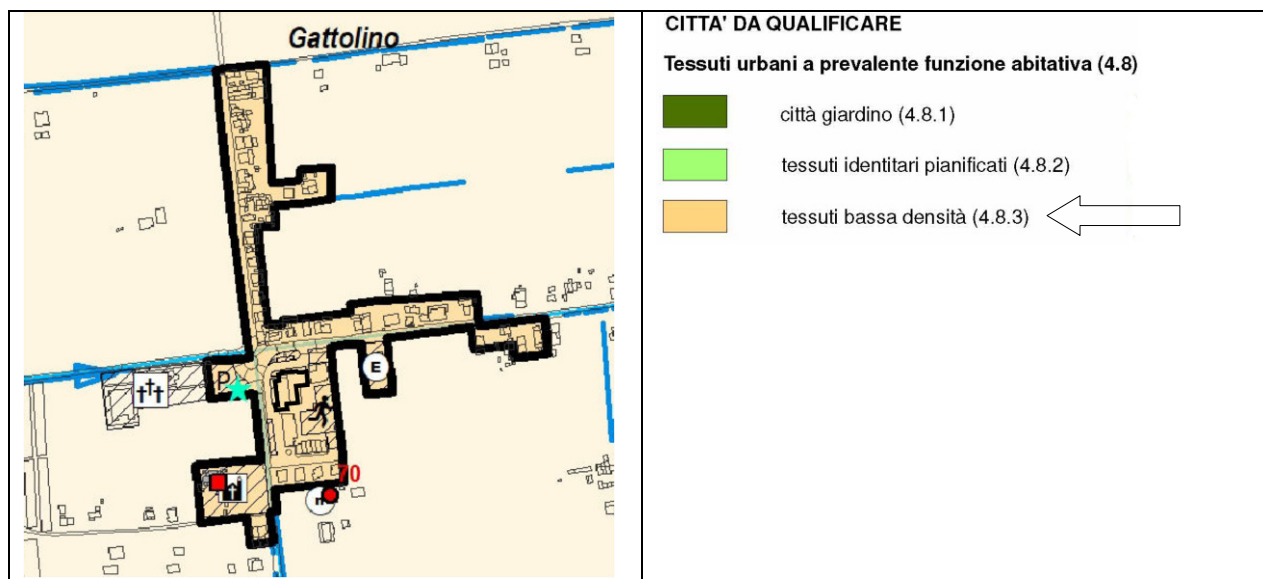 Gattolino
P
E
70
CITTA' DA QUALIFICARE
Tessuti urbani a prevalente funzione abitativa (4.8)
città giardino (4.8.1)
tessuti identitari pianificati (4.8.2)
tessuti bassa densità (4.8.3)